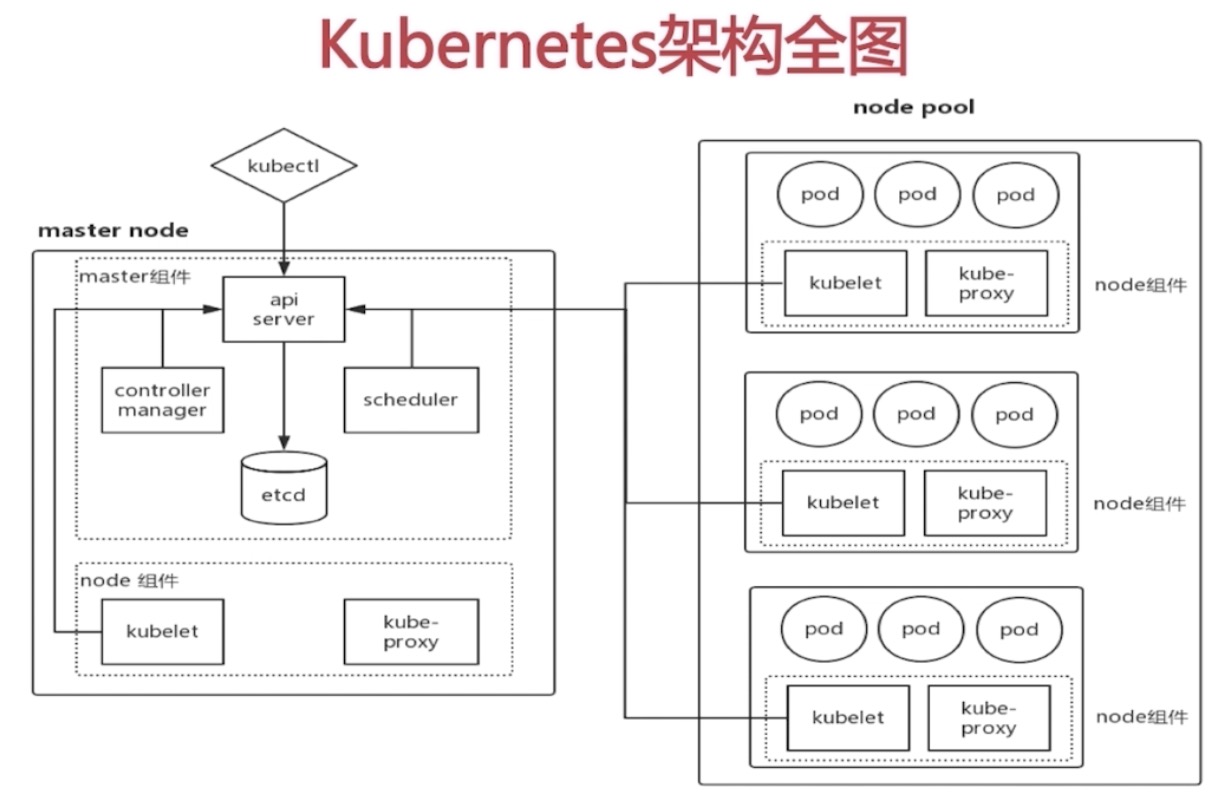 Kubernetes架构全图
node pool
kubectl
master node
master组件
api
server
controller
manager
scheduler
etcd
node 组件
kubelet
kube-
proxy
pod
pod
pod
kubelet
kube-
proxy
node组件
pod
pod
pod
kubelet
kube-
proxy
node组件
pod
pod
pod
kubelet
kube-
proxy
node组件